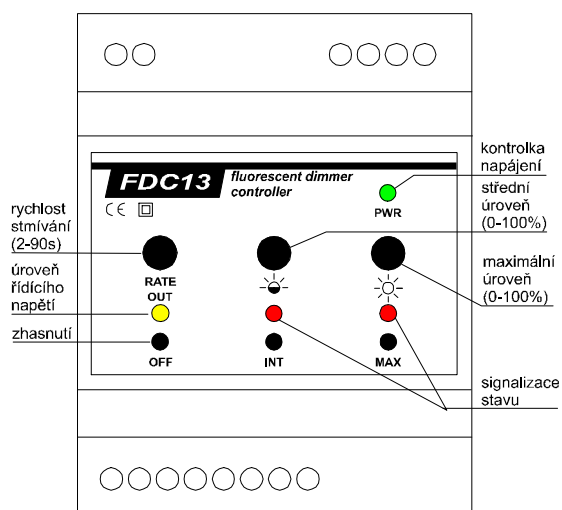 kontrolka
napájení
FDC13
fluorescent dimmer
controller
CE
PWR
střední
úroveň
(0-100%)
rychlost
stmívání
(2-90s)
maximální
úroveň
(0-100%)
RATE
OUT
úroveň
řídícího
napětí
zhasnutí
OFF
INT
MAX
signalizace
stavu